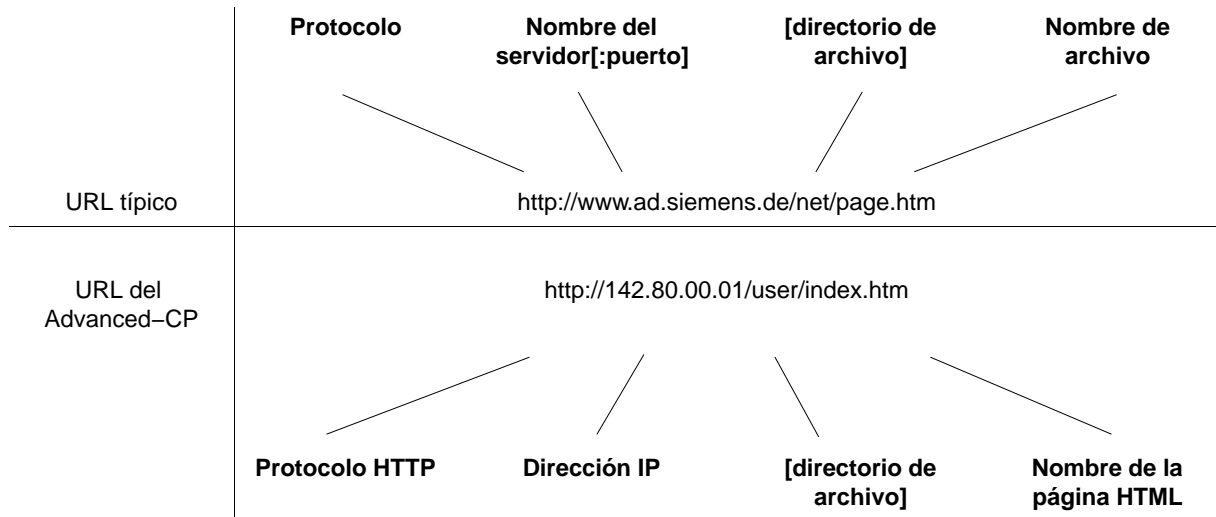 Protocolo
Nombre del
servidor[:puerto]
[directorio de
archivo]
Nombre de
archivo
URL típico
http://www.ad.siemens.de/net/page.htm
URL del
Advanced−CP
http://142.80.00.01/user/index.htm
Protocolo HTTP
Dirección IP
[directorio de
archivo]
Nombre de la
página HTML